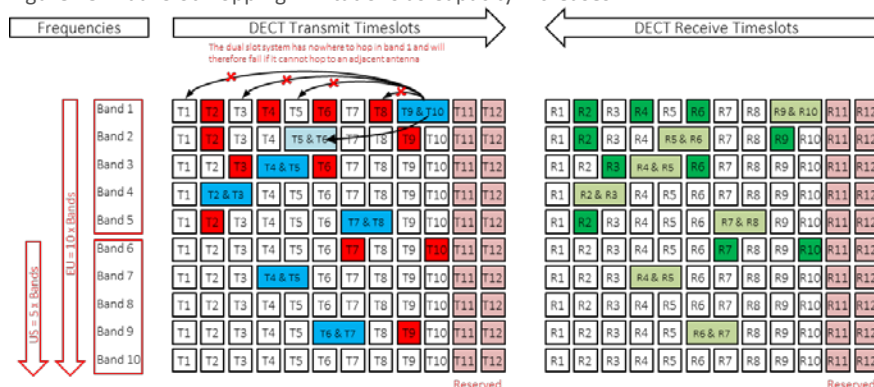 Figure hopping capacity
Frequencies DECT Transmit Timeslots DECT Receive Timeslots
The dual slot system has nowhere to hop in band 1 and will
therefore fail if it cannot hop to an adjacent antenna
Band 1 T1 T2 T3 T4 T5 T6 T7 T8 T9 & T10 T11 T12 R1 R2 R3 R4 R5 R6 R7 R8 R9 & R10 R11 R12
Band 2 T1 T2 T3 T4 T5 & T6 T7 T8 T9 T10 T11 T12 R1 R2 R3 R4 R5 & R6 R7 R8 R9 R10 R11 R12
Band 3 T1 T2 T3 T4 & T5 T6 T7 T8 T9 T10 T11 T12 R1 R2 R3 R4 & R5 R6 R7 R8 R9 R10 R11 R12
Band 4 T1 T2 & T3 T4 T5 T6 T7 T8 T9 T10 T11 T12 R1 R2 & R3 R4 R5 R6 R7 R8 R9 R10 R11 R12
Band 5 T1 T2 T3 T4 T5 T6 T7 & T8 T9 T10 T11 T12 R1 R2 R3 R4 R5 R6 R7 & R8 R9 R10 R11 R12
Band 6 T1 T2 T3 T4 T5 T6 T7 T8 T9 T10 T11 T12 R1 R2 R3 R4 R5 R6 R7 R8 R9 R10 R11 R12
Band 7 T1 T2 T3 T4 & T5 T6 T7 T8 T9 T10 T11 T12 R1 R2 R3 R4 & R5 R6 R7 R8 R9 R10 R11 R12
Band 8 T1 T2 T3 T4 T5 T6 T7 T8 T9 T10 T11 T12 R1 R2 R3 R4 R5 R6 R7 R8 R9 R10 R11 R12
Band 9 T1 T2 T3 T4 T5 T6 & T7 T8 T9 T10 T11 T12 R1 R2 R3 R4 R5 R6 & R7 R8 R9 R10 R11 R12
Band 10 T1 T2 T3 T4 T5 T6 T7 T8 T9 T10 T11 T12 R1 R2 R3 R4 R5 R6 R7 R8 R9 R10 R11 R12
US = 5 x Bands
EU = 10 x Bands
Reserved Reserved